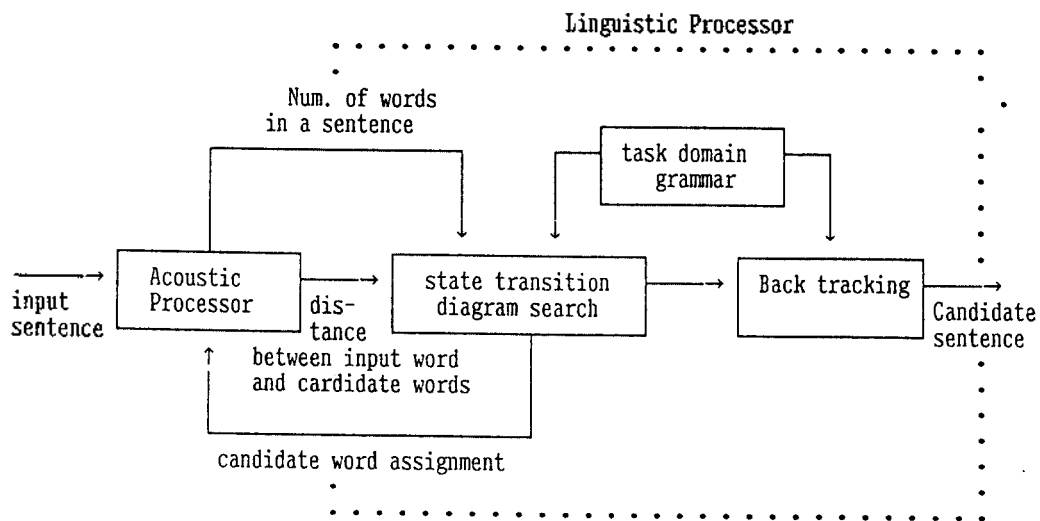 Linguistic Processor
Num. of words
in a sentence
task domain
grammar
Acoustic
Processor
state transition
diagram search
Back tracking
input
sentence
dis-
tance
between input word
and cardidate words
Candidate
sentence
candidate word assignment